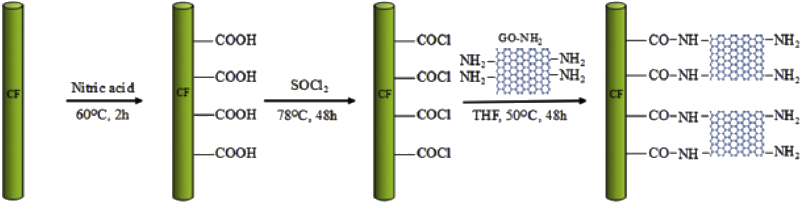 CF
Nitric acid
60ºC, 2h
CF
COOH
COOH
COOH
COOH
SOCl₂
78ºC, 48h
CF
COCl
COCl
COCl
COCl
GO-NH₂
NH₂
NH₂
NH₂
NH₂
THF, 50ºC, 48h
CF
CO-NH
NH₂
CO-NH
NH₂
CO-NH
NH₂
CO-NH
NH₂